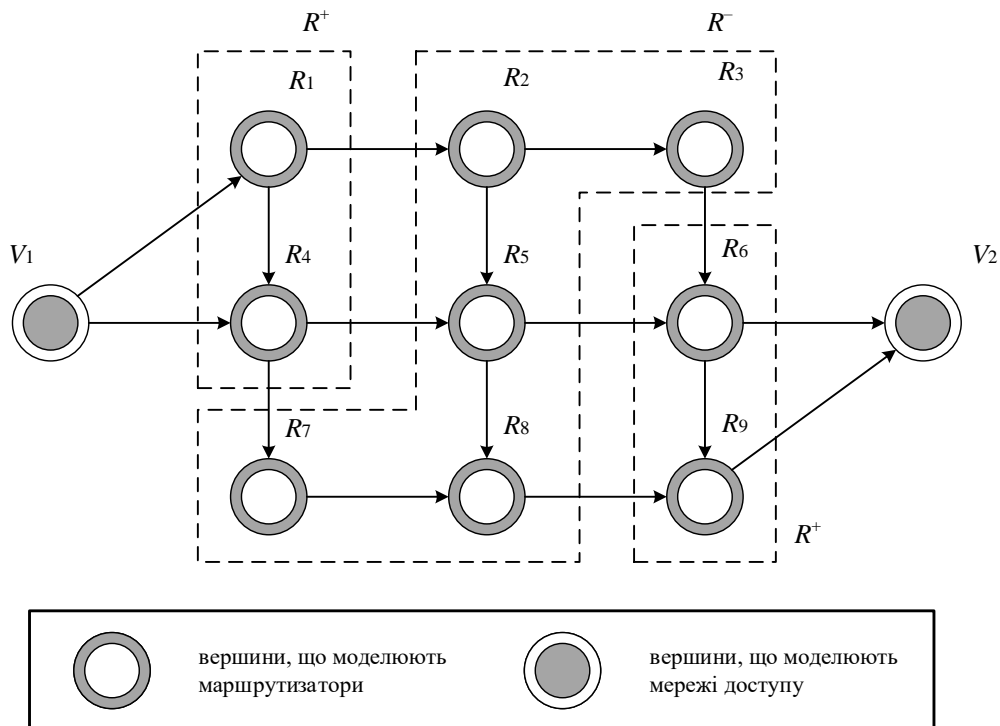 R⁺ R⁻
R1 R2 R3
V1 R4 R5 R6 V2
R7 R8 R9
R⁺
вершини, що моделюють
маршрутизатори
вершини, що моделюють
мережі доступу